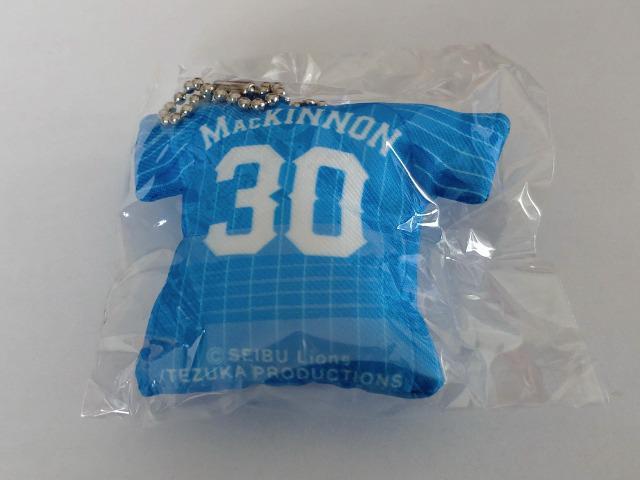 MacKINNON
30
© SEIBU Lions
TEZUKA PRODUCTIONS